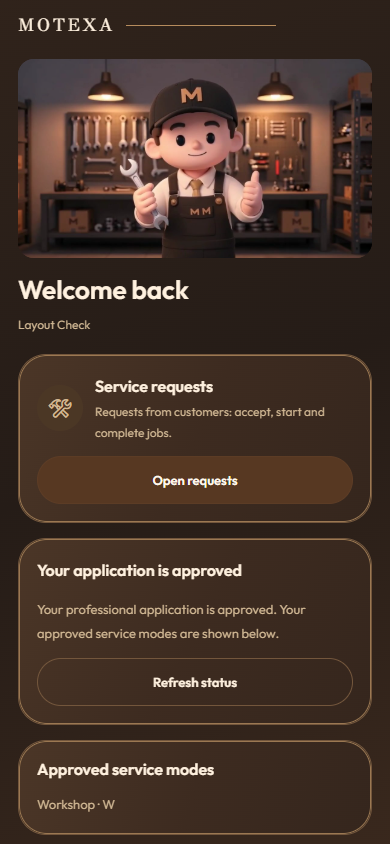 MOTEXA
M
M M
Welcome back
Layout Check
Service requests
Requests from customers: accept, start and
complete jobs.
Open requests
Your application is approved
Your professional application is approved. Your
approved service modes are shown below.
Refresh status
Approved service modes
Workshop · W